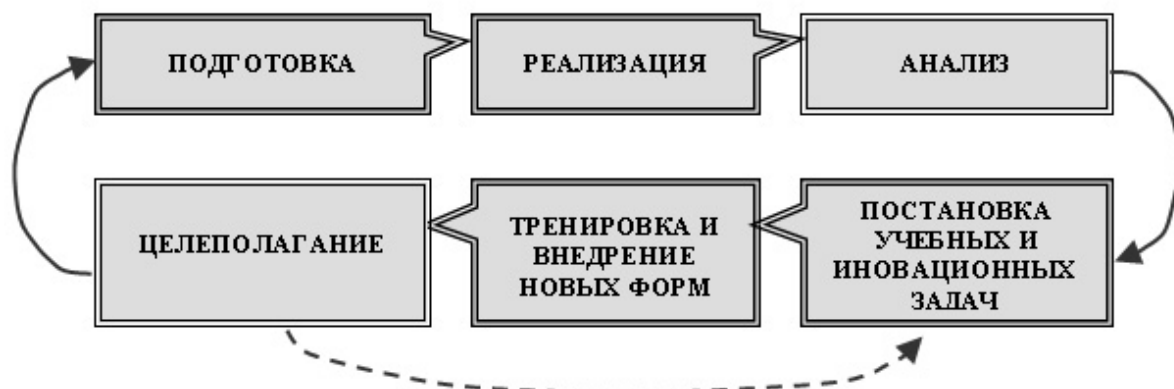 ПОДГОТОВКА
РЕАЛИЗАЦИЯ
АНАЛИЗ
ЦЕЛЕПОЛАГАНИЕ
ТРЕНИРОВКА И
ВНЕДРЕНИЕ
НОВЫХ ФОРМ
ПОСТАНОВКА
УЧЕБНЫХ И
ИНОВАЦИОННЫХ
ЗАДАЧ